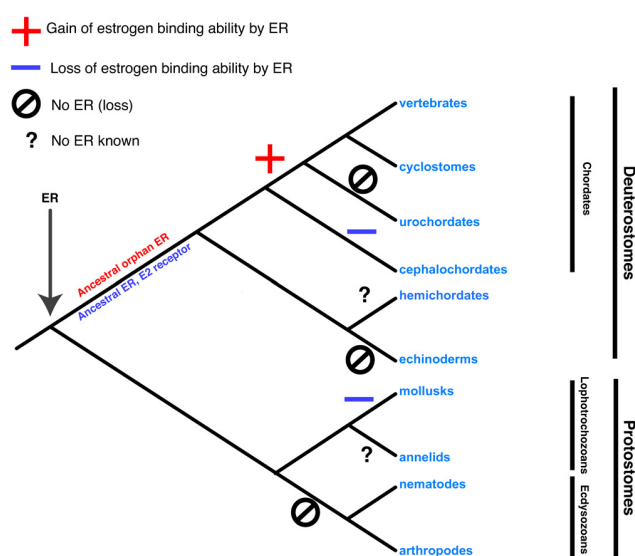 Gain of estrogen binding ability by ER
Loss of estrogen binding ability by ER
No ER (loss)
? No ER known
ER
Ancestral orphan ER
Ancestral ER, E2 receptor
vertebrates
cyclostomes
urochordates
cephalochordates
?
hemichordates
echinoderms
mollusks
?
annelids
nematodes
arthropodes
Chordates
Deuterostomes
Lophotrochozoans
Ecdysozoans
Protostomes